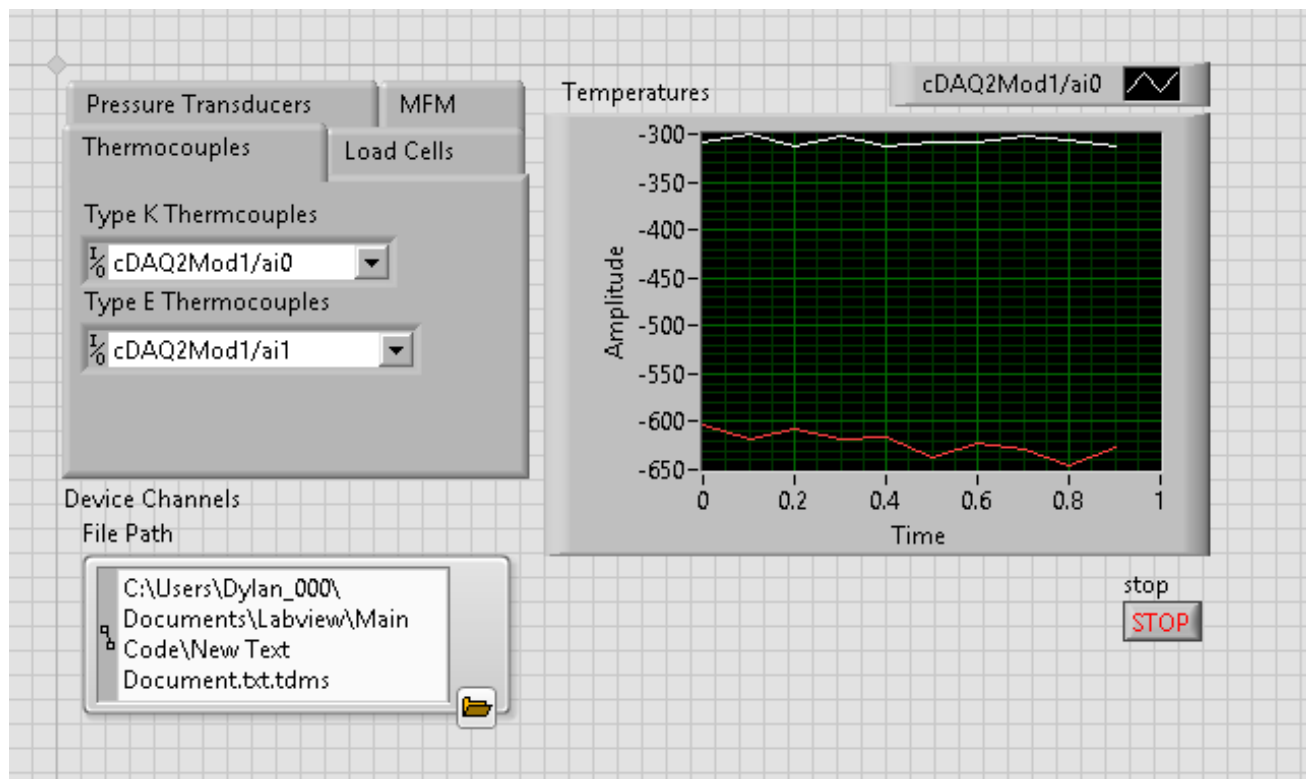 Pressure Transducers
MFM
Thermocouples
Load Cells
Type K Thermcouples
I/0 cDAQ2Mod1/ai0
Type E Thermocouples
I/0 cDAQ2Mod1/ai1
Device Channels
File Path
C:\Users\Dylan_000\
Documents\Labview\Main
Code\New Text
Document.txt.tdms
Temperatures
cDAQ2Mod1/ai0
Amplitude
-300
-350
-400
-450
-500
-550
-600
-650
0 0.2 0.4 0.6 0.8 1
Time
stop
STOP